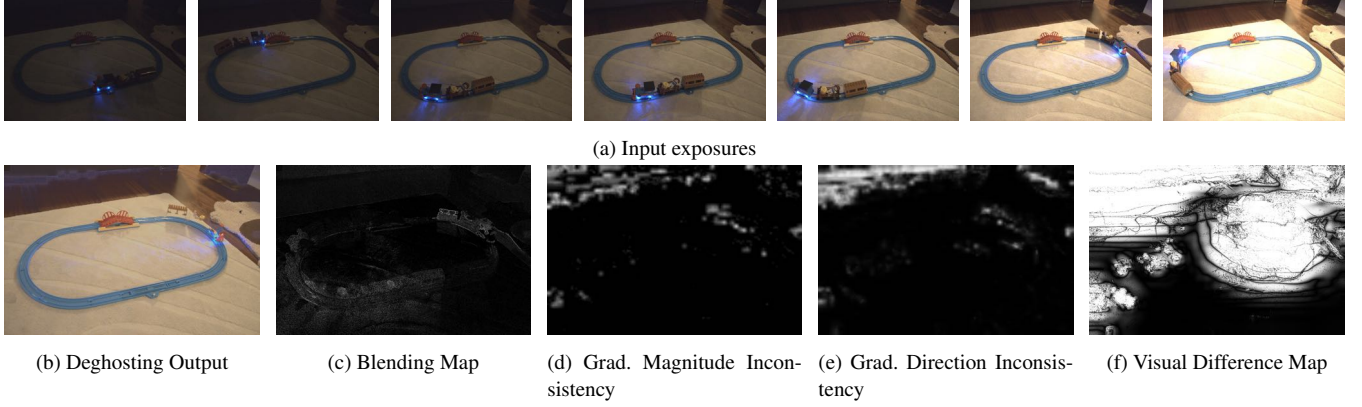 (a) Input exposures
(b) Deghosting Output
(c) Blending Map
(d) Grad. Magnitude Incon-
sistency
(e) Grad. Direction Inconsis-
tency
(f) Visual Difference Map